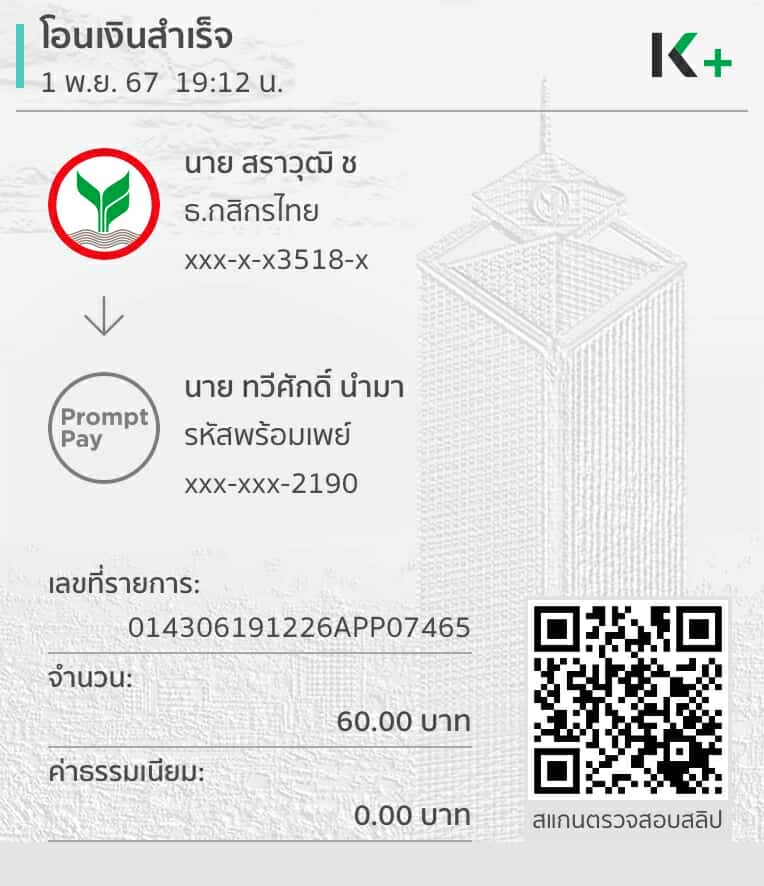 โอนเงินสำเร็จ
1 พ.ย. 67 19:12 น.
K+
นาย สราวุฒิ ช
ธ.กสิกรไทย
xxx-x-x3518-x
นาย ทวีศักดิ์ นำมา
Prompt
Pay
รหัสพร้อมเพย์
xxx-xxx-2190
เลขที่รายการ:
014306191226APP07465
จำนวน:
60.00 บาท
ค่าธรรมเนียม:
0.00 บาท
สแกนตรวจสอบสลิป